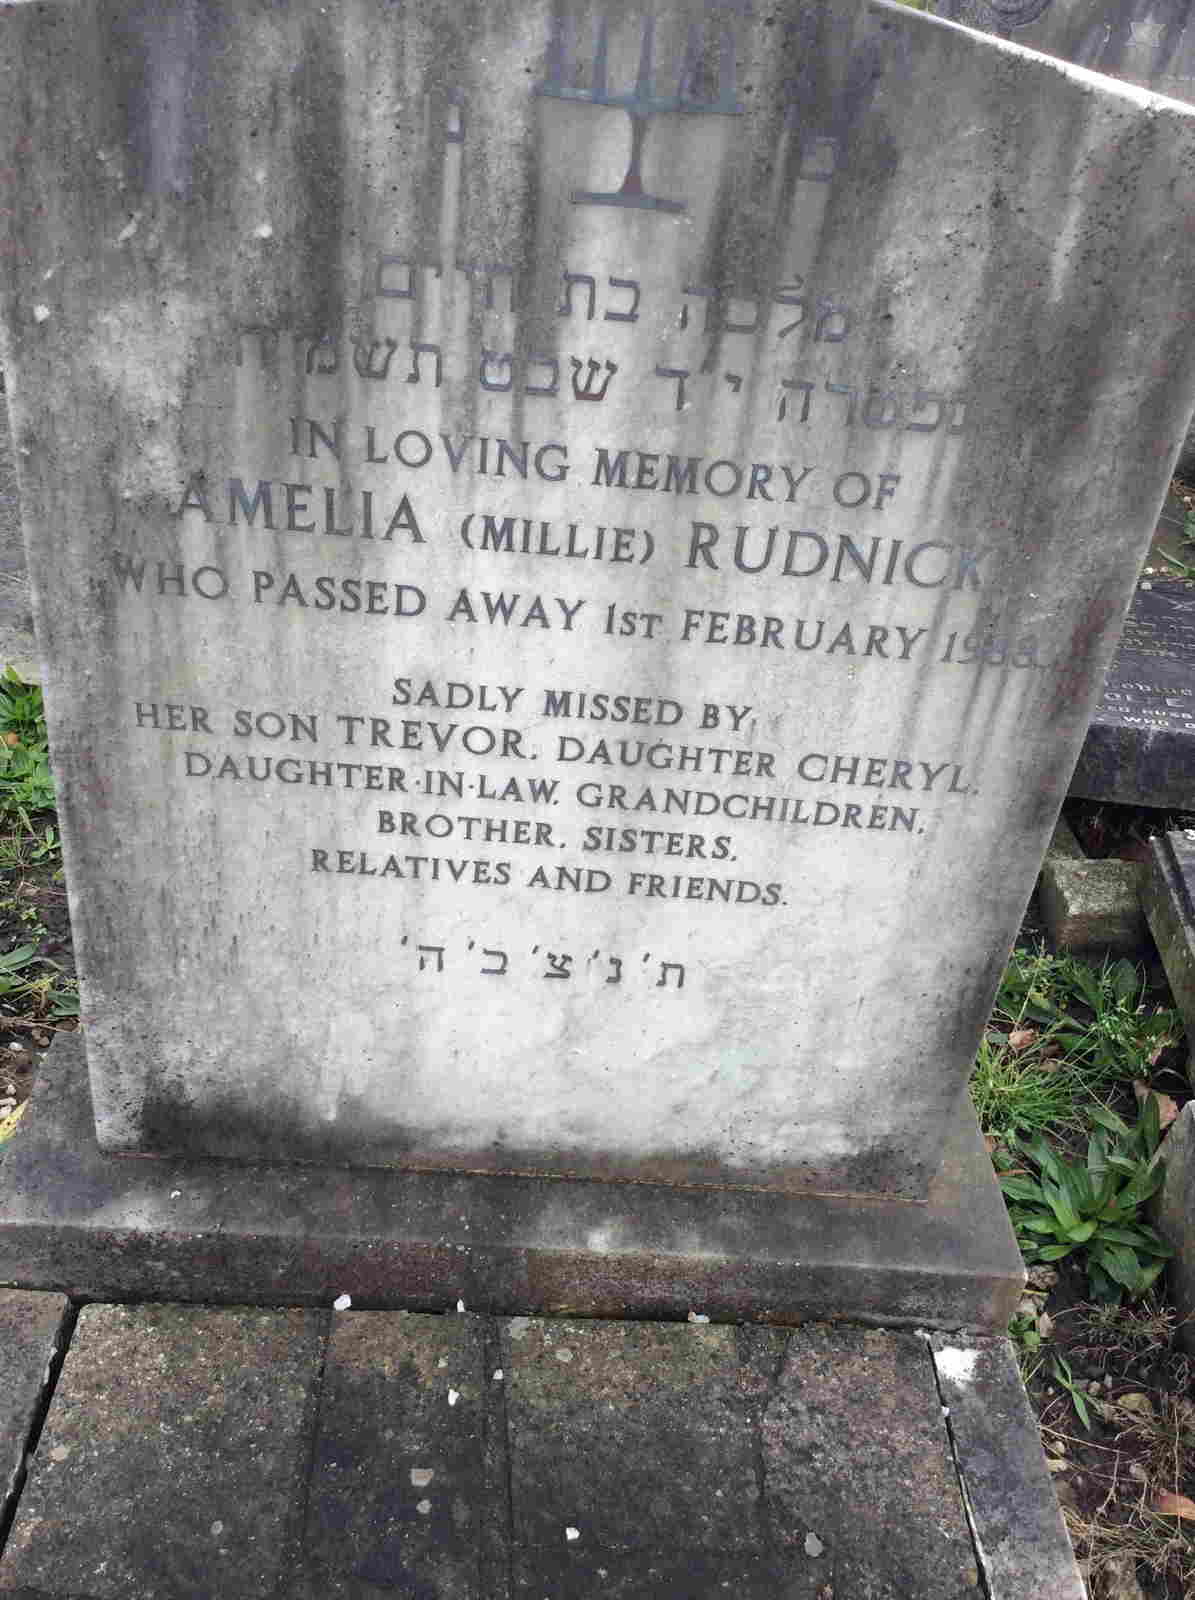 פ נ
מלכה בת חיים
נפטרה י"ד שבט תשמ"ח
IN LOVING MEMORY OF
AMELIA (MILLIE) RUDNICK
WHO PASSED AWAY 1ST FEBRUARY 1988.
SADLY MISSED BY,
HER SON TREVOR. DAUGHTER CHERYL.
DAUGHTER·IN·LAW. GRANDCHILDREN.
BROTHER. SISTERS.
RELATIVES AND FRIENDS.
ת' נ' צ' ב' ה'